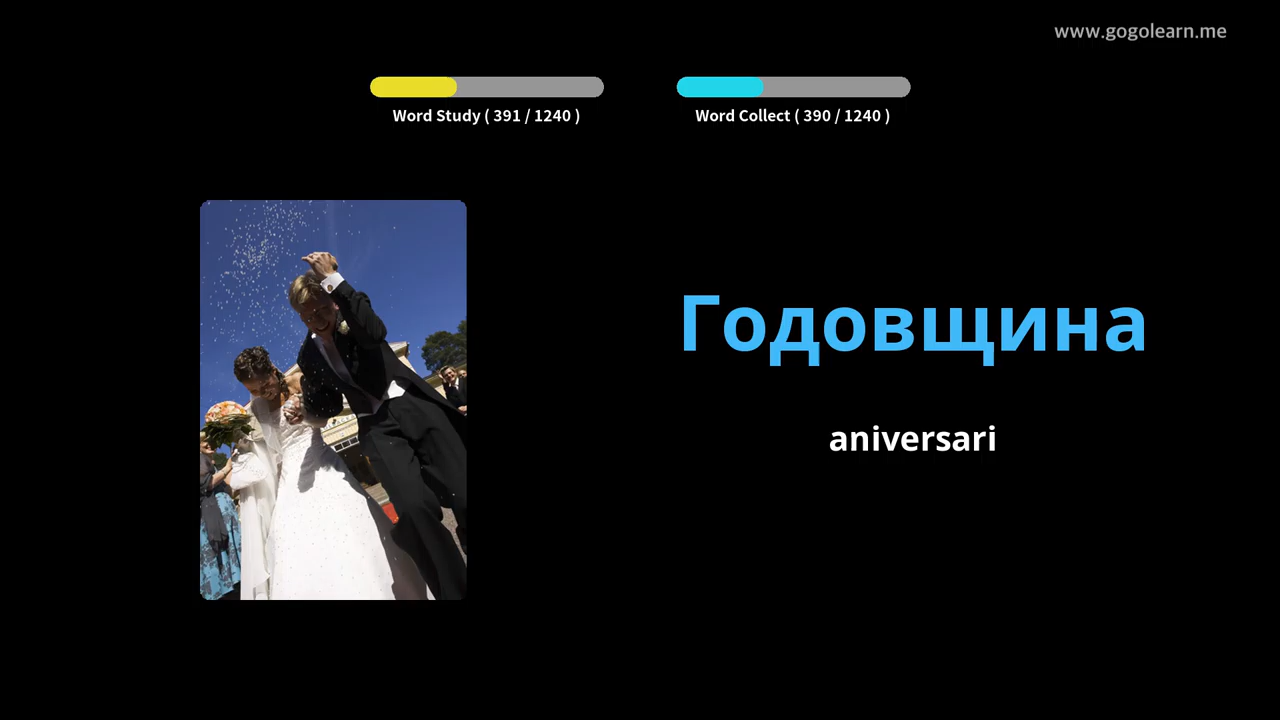 www.gogolearn.me
Word Study ( 391 / 1240 )
Word Collect ( 390 / 1240 )
Годовщина
aniversari